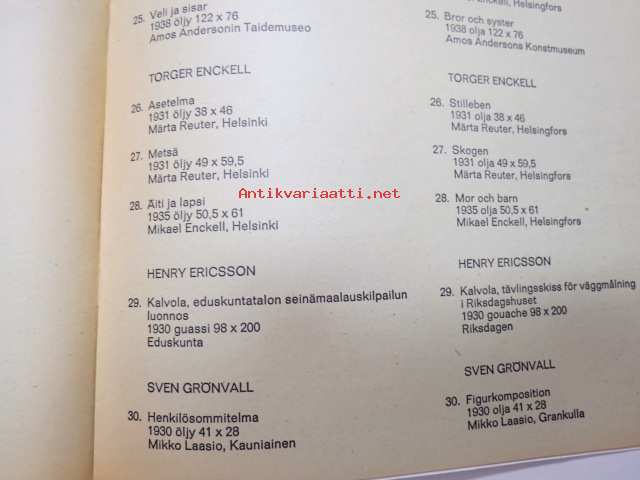 25. Veli ja sisar
1938 öljy 122 x 76
Amos Andersonin Taidemuseo
TORGER ENCKELL
26. Asetelma
1931 öljy 38 x 46
Märta Reuter, Helsinki
27. Metsä
1931 öljy 49 x 59,5
Märta Reuter, Helsinki
28. Äiti ja lapsi
1935 öljy 50,5 x 61
Mikael Enckell, Helsinki
HENRY ERICSSON
29. Kalvola, eduskuntatalon seinämaalauskilpailun
luonnos
1930 guassi 98 x 200
Eduskunta
SVEN GRÖNVALL
30. Henkilösommitelma
1930 öljy 41 x 28
Mikko Laasio, Kauniainen
Enckell, Helsingfors
25. Bror och syster
1938 olja 122 x 76
Amos Andersons Konstmuseum
TORGER ENCKELL
26. Stilleben
1931 olja 38 x 46
Märta Reuter, Helsingfors
27. Skogen
1931 olja 49 x 59,5
Märta Reuter, Helsingfors
28. Mor och barn
1935 olja 50,5 x 61
Mikael Enckell, Helsingfors
HENRY ERICSSON
29. Kalvola, tävlingsskiss för väggmålning
i Riksdagshuset
1930 gouache 98 x 200
Riksdagen
SVEN GRÖNVALL
30. Figurkomposition
1930 olja 41 x 28
Mikko Laasio, Grankulla
Antikvariaatti.net